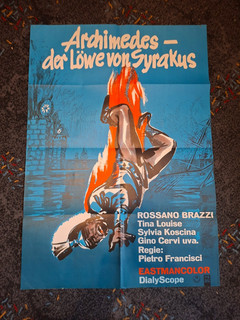 Archimedes –
der Löwe von Syrakus
ROSSANO BRAZZI
Tina Louise
Sylvia Koscina
Gino Cervi uva.
Regie:
Pietro Francisci
EASTMANCOLOR
DialyScope